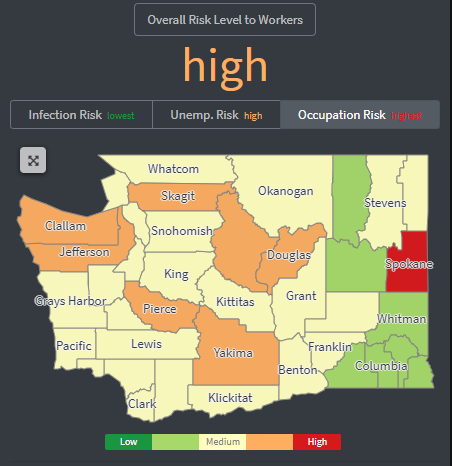 Overall Risk Level to Workers
high
Infection Risk lowest Unemp. Risk high Occupation Risk highest
Whatcom
Okanogan
Skagit
Stevens
Clallam
Snohomish
Jefferson
Douglas
Spokane
King
Grays Harbor
Kittitas
Grant
Pierce
Whitman
Pacific
Lewis
Franklin
Yakima
Benton
Columbia
Klickitat
Clark
Low Medium High